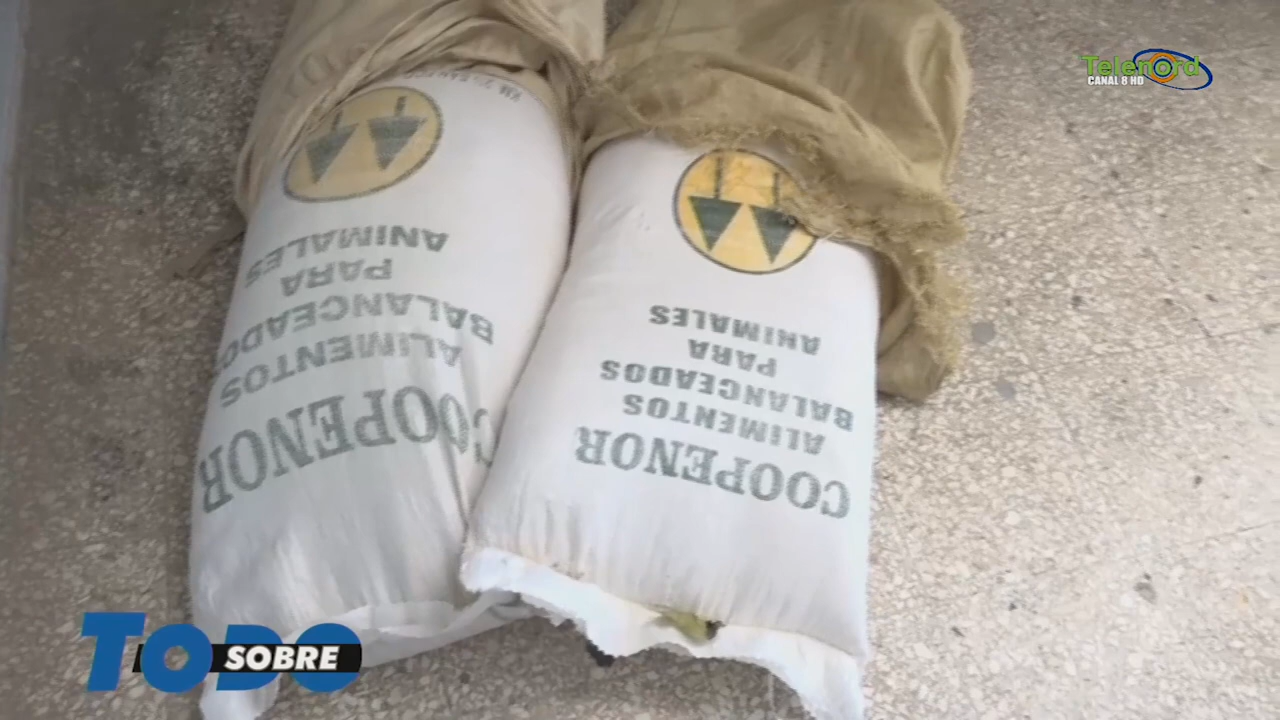 Telenord
CANAL 8 HD
COOPENOR
ALIMENTOS
BALANCEADOS
PARA
ANIMALES
COOPENOR
ALIMENTOS
BALANCEADOS
PARA
ANIMALES
TODO
SOBRE